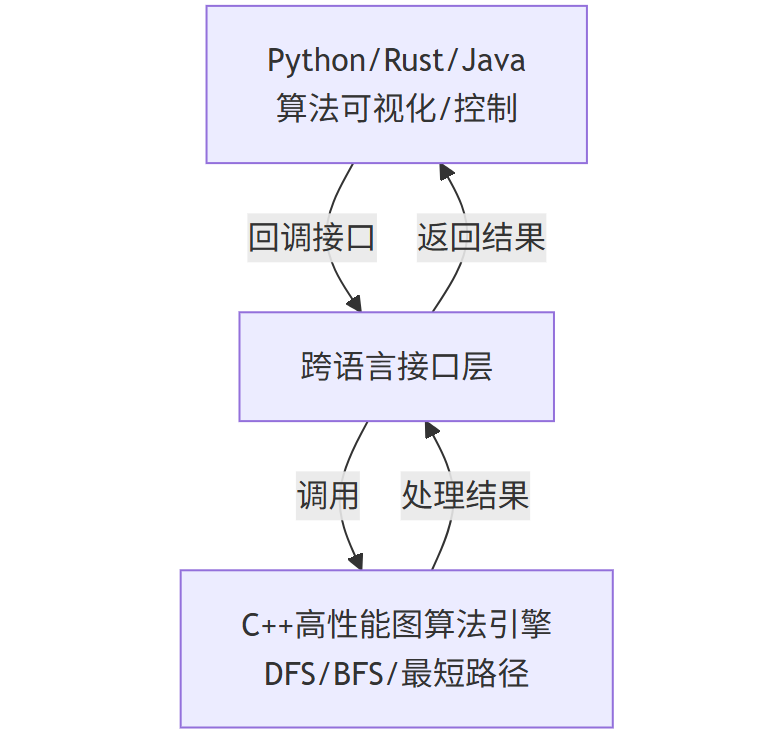 Python/Rust/Java
算法可视化/控制
回调接口
返回结果
跨语言接口层
调用
处理结果
C++高性能图算法引擎
DFS/BFS/最短路径